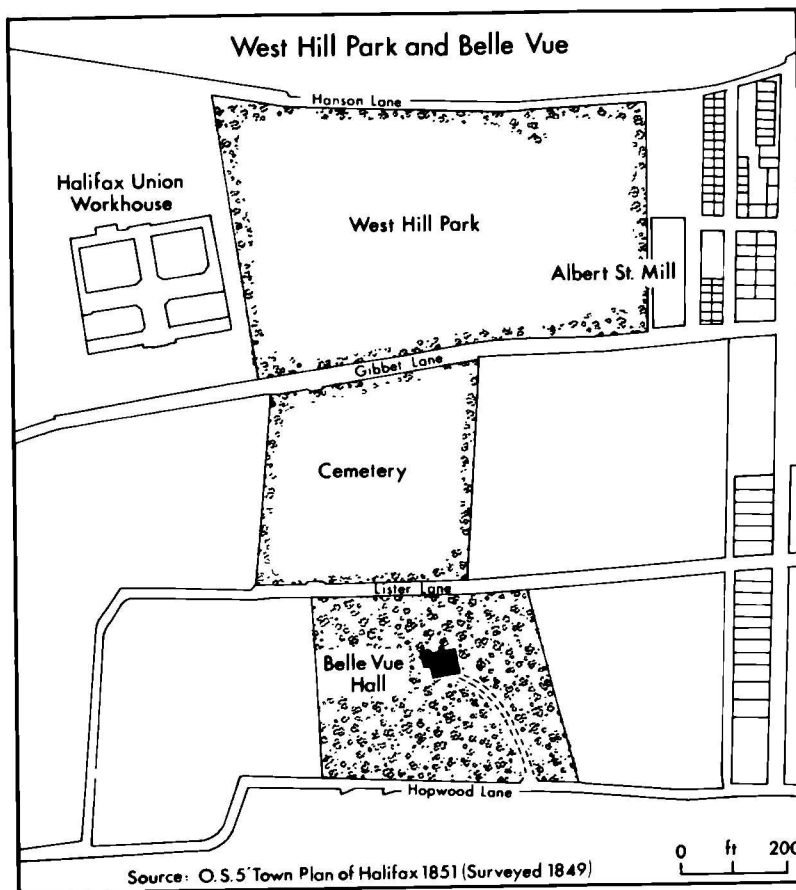 West Hill Park and Belle Vue
Hanson Lane
Halifax Union
Workhouse
West Hill Park
Albert St. Mill
Gibbet Lane
Cemetery
Lister Lane
Belle Vue
Hall
Hopwood Lane
Source: O.S.5' Town Plan of Halifax 1851 (Surveyed 1849)
0 ft 200